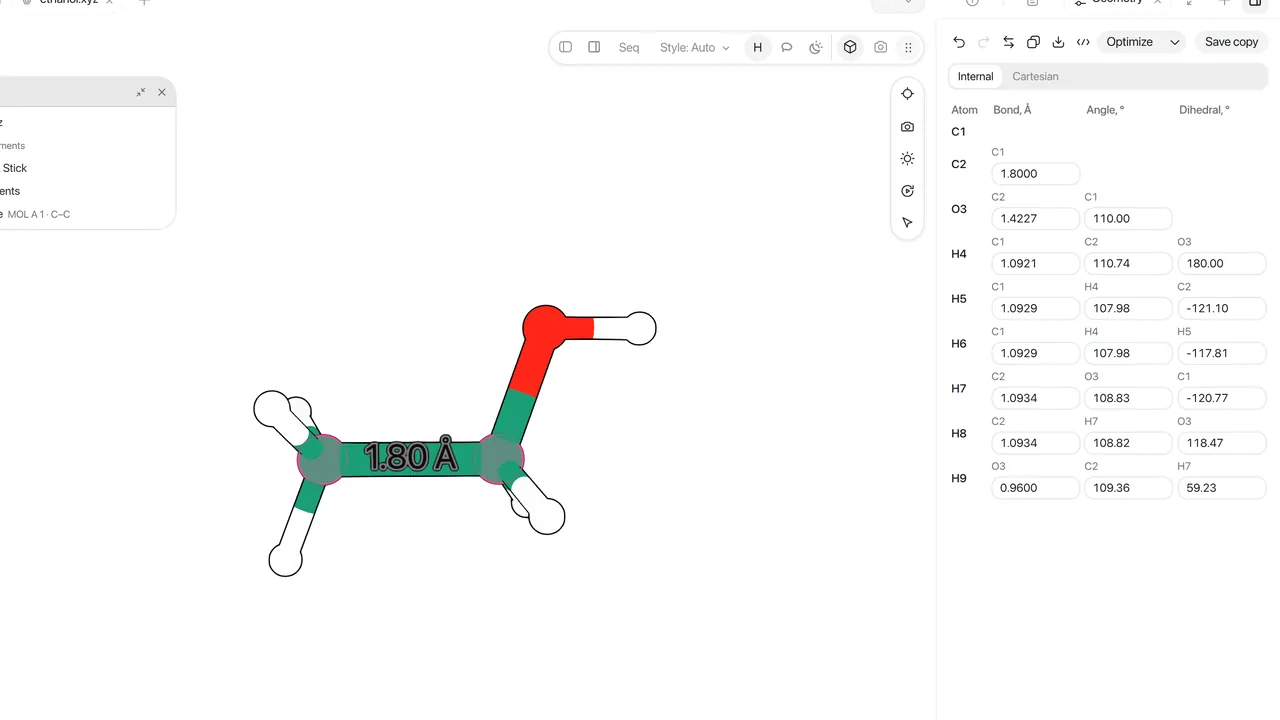 ethanol.xyz
Geometry
Seq Style: Auto H
Optimize Save copy
Internal Cartesian
z
ments
Stick
ents
e MOL A 1 · C–C
1.80 Å
Atom Bond, Å Angle, ° Dihedral, °
C1
C1
C2 1.8000
C2 C1
O3 1.4227 110.00
C1 C2 O3
H4 1.0921 110.74 180.00
C1 H4 C2
H5 1.0929 107.98 -121.10
C1 H4 H5
H6 1.0929 107.98 -117.81
C2 O3 C1
H7 1.0934 108.83 -120.77
C2 H7 O3
H8 1.0934 108.82 118.47
O3 C2 H7
H9 0.9600 109.36 59.23